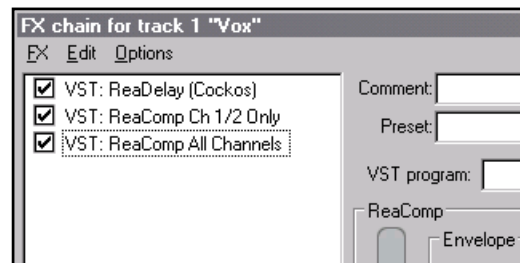 FX chain for track 1 "Vox"
FX Edit Options
VST: ReaDelay (Cockos)
VST: ReaComp Ch 1/2 Only
VST: ReaComp All Channels
Comment:
Preset:
VST program:
ReaComp
Envelope